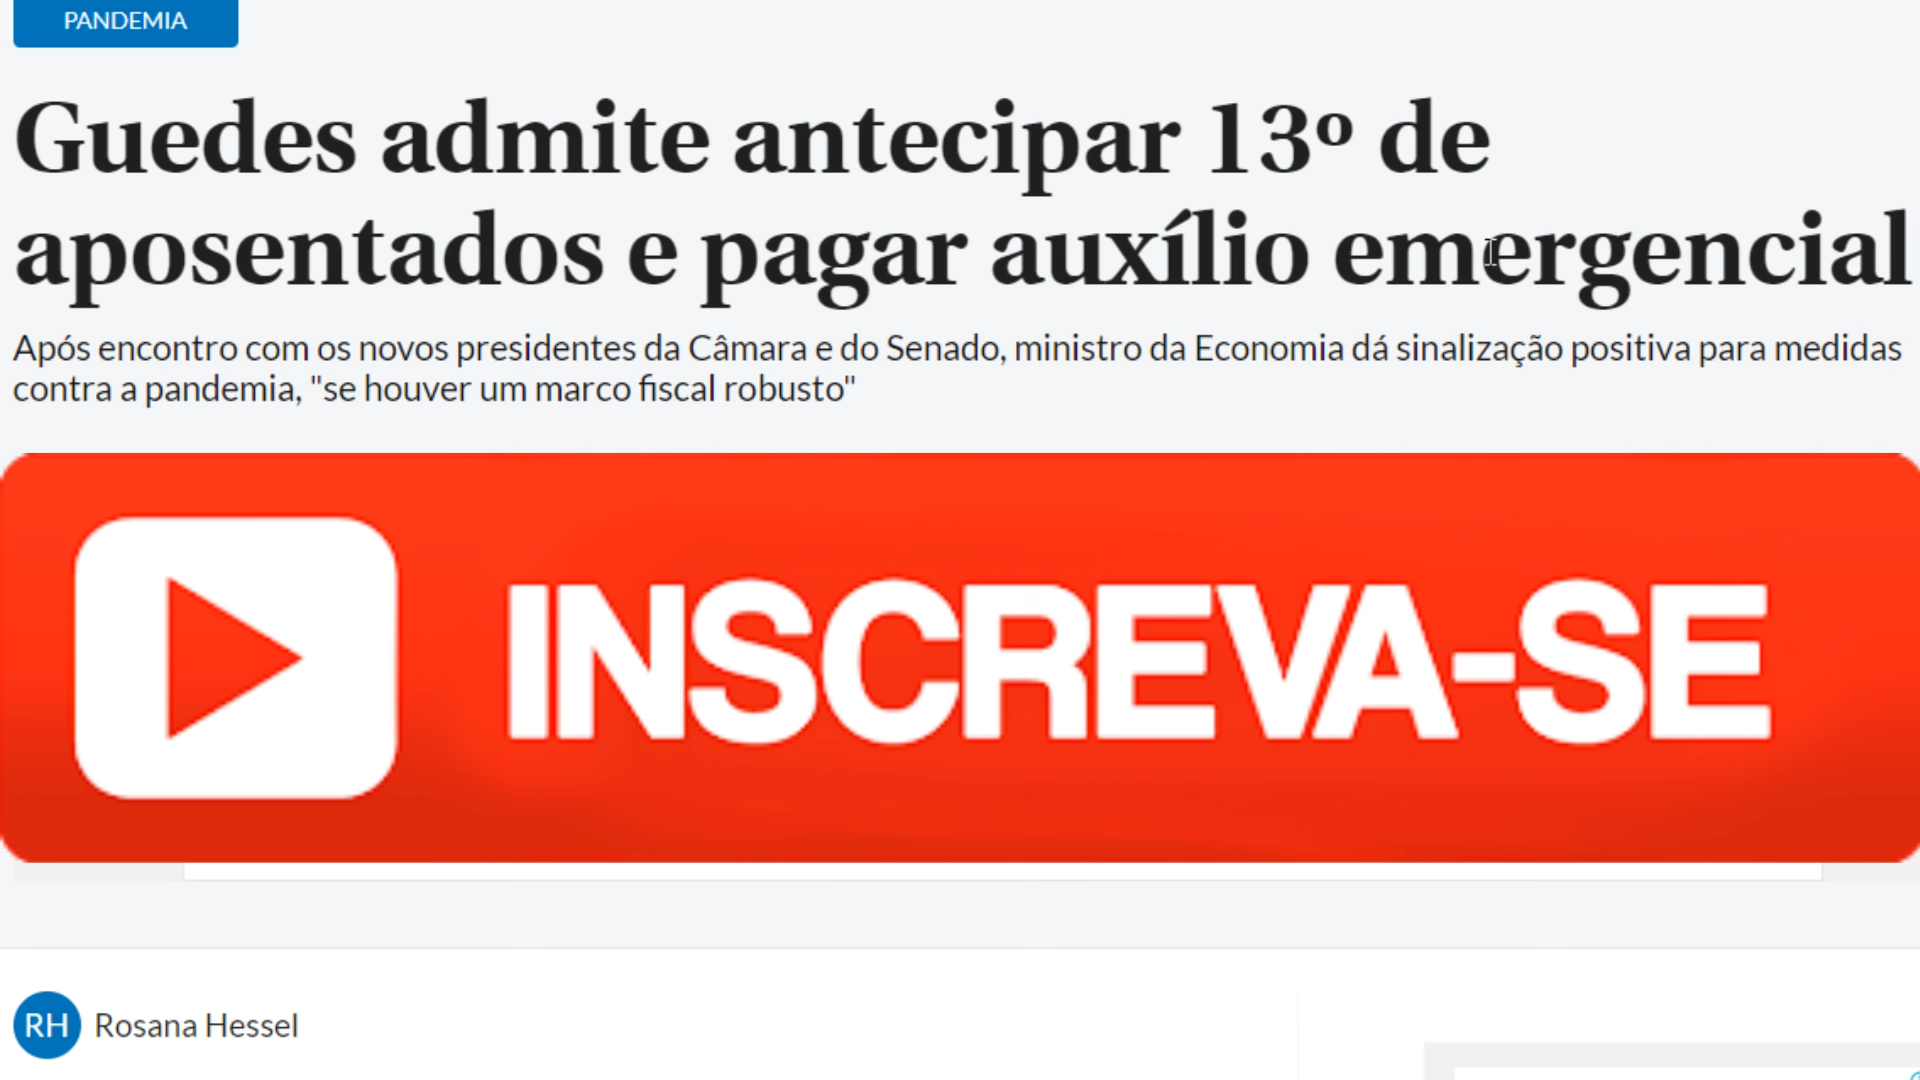 PANDEMIA
Guedes admite antecipar 13º de
aposentados e pagar auxílio emergencial
Após encontro com os novos presidentes da Câmara e do Senado, ministro da Economia dá sinalização positiva para medidas
contra a pandemia, "se houver um marco fiscal robusto"
INSCREVA-SE
RH Rosana Hessel